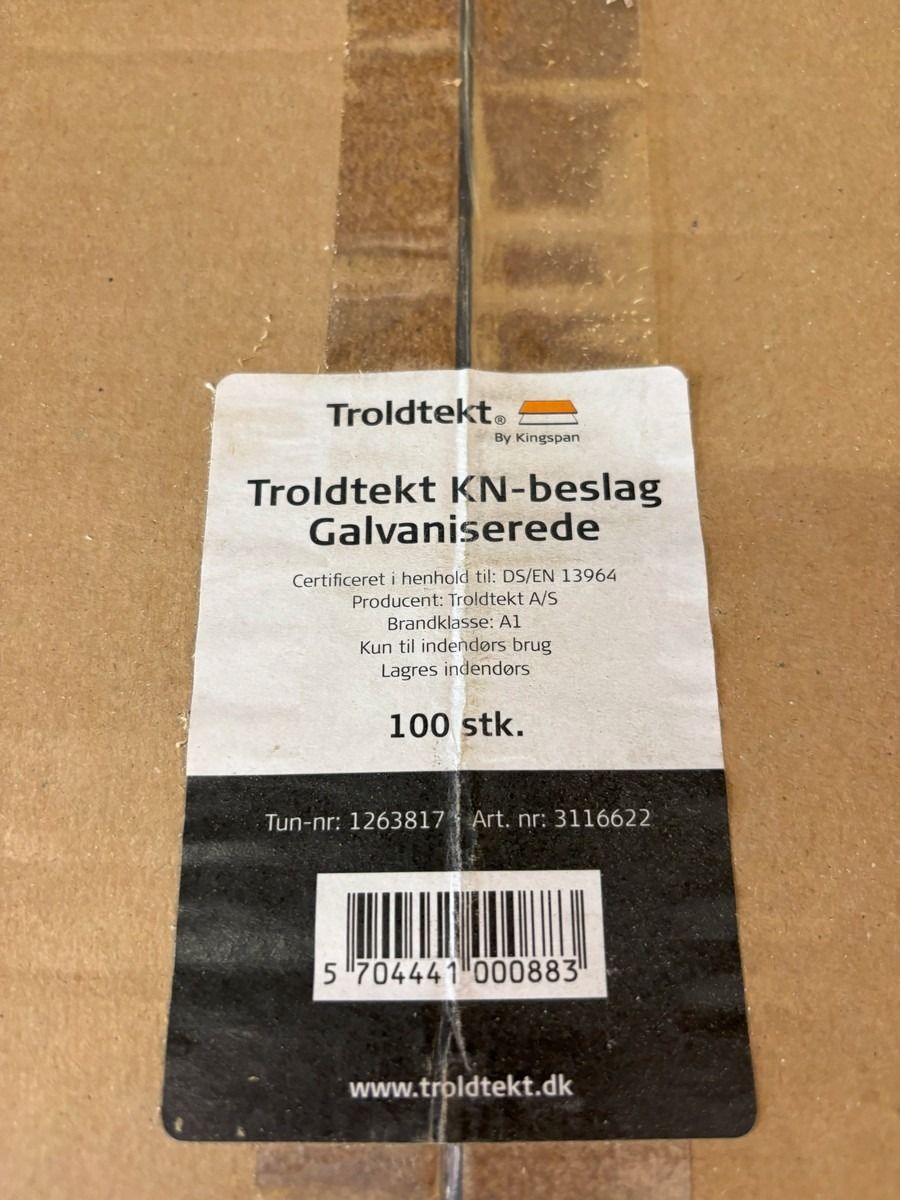 Troldtekt®
By Kingspan
Troldtekt KN-beslag
Galvaniserede
Certificeret i henhold til: DS/EN 13964
Producent: Troldtekt A/S
Brandklasse: A1
Kun til indendørs brug
Lagres indendørs
100 stk.
Tun-nr: 1263817 · Art. nr: 3116622
5 704441 000883
www.troldtekt.dk